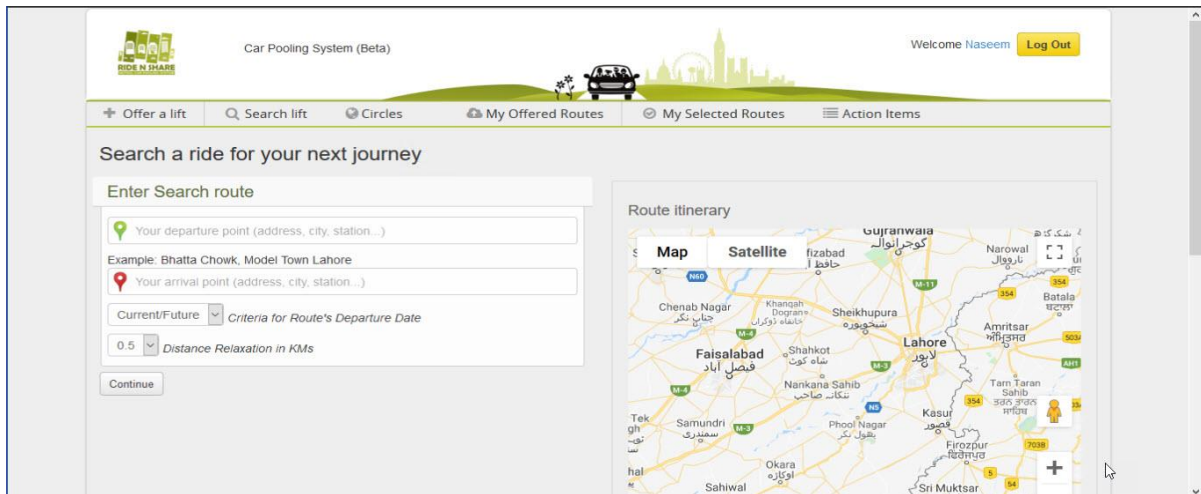 RIDE N SHARE
Car Pooling System (Beta)
Welcome Naseem
Log Out
Offer a lift
Search lift
Circles
My Offered Routes
My Selected Routes
Action Items
Search a ride for your next journey
Enter Search route
Your departure point (address, city, station...)
Example: Bhatta Chowk, Model Town Lahore
Your arrival point (address, city, station...)
Current/Future
Criteria for Route's Departure Date
0.5
Distance Relaxation in KMs
Continue
Route itinerary
Map
Satellite
Gujranwala
گوجرانوالہ
fizabad
Narowal
نارووال
N60
M-11
354
354
Chenab Nagar
چناب نگر
Khangah
Dogran
خانقاہ ڈوگراں
Sheikhupura
شیخوپورہ
Batala
ਬਟਾਲਾ
M-4
Amritsar
ਅੰਮ੍ਰਿਤਸਰ
Lahore
لاہور
Faisalabad
فیصل آباد
Shahkot
شاہ کوٹ
M-3
AH1
Nankana Sahib
ننکانہ صاحب
Tarn Taran
Sahib
ਤਰਨ ਤਾਰਨ
ਸਾਹਿਬ
M-4
N5
354
Kasur
قصور
Tek
Samundri
سمندری
M-3
Phool Nagar
پھول نگر
Firozpur
ਫਿਰੋਜ਼ਪੁਰ
703B
Okara
اوکاڑہ
5
Sahiwal
Sri Muktsar
54